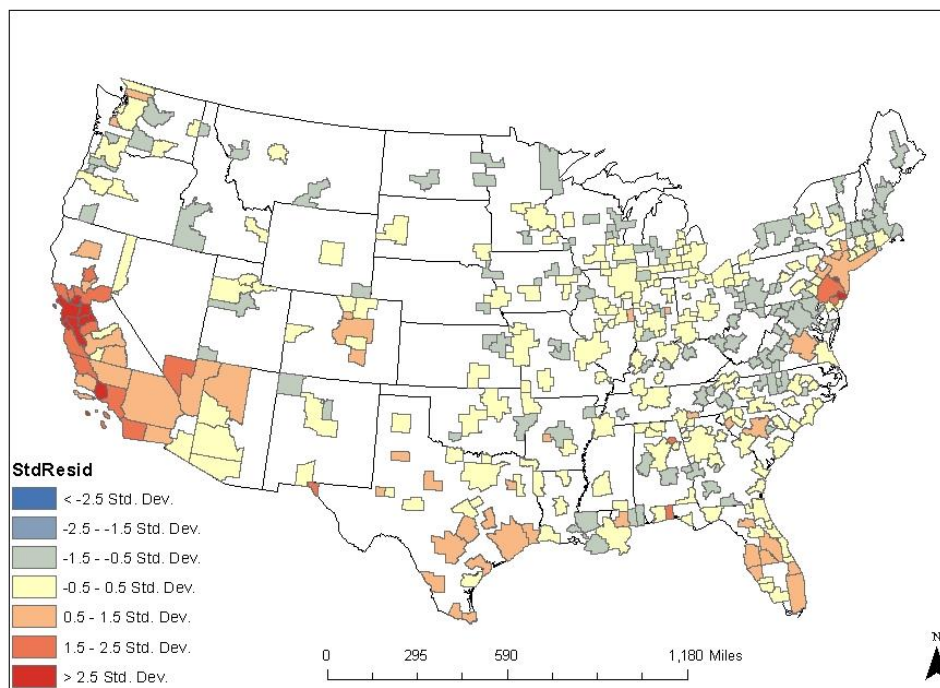 StdResid
< -2.5 Std. Dev.
-2.5 - -1.5 Std. Dev.
-1.5 - -0.5 Std. Dev.
-0.5 - 0.5 Std. Dev.
0.5 - 1.5 Std. Dev.
1.5 - 2.5 Std. Dev.
> 2.5 Std. Dev.
0 295 590 1,180 Miles
N